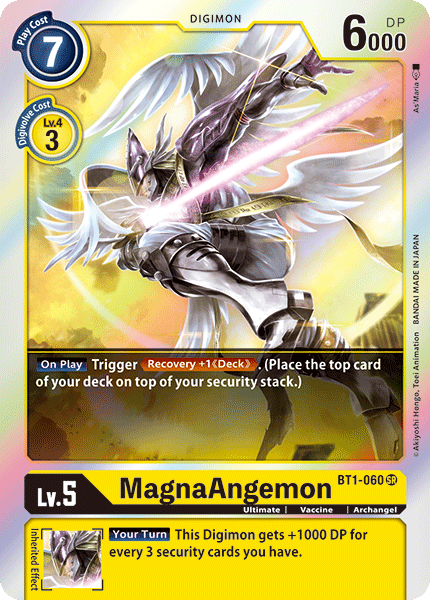 DIGIMON
Play Cost
7
6000
DP
Digivolve Cost
Lv.4
3
As'Maria
On Play Trigger Recovery +1《Deck》. (Place the top card
of your deck on top of your security stack.)
©Akiyoshi Hongo, Toei Animation BANDAI MADE IN JAPAN
BT1-060 SR
Lv.5
MagnaAngemon
Ultimate | Vaccine | Archangel
Inherited Effect
Your Turn This Digimon gets +1000 DP for
every 3 security cards you have.